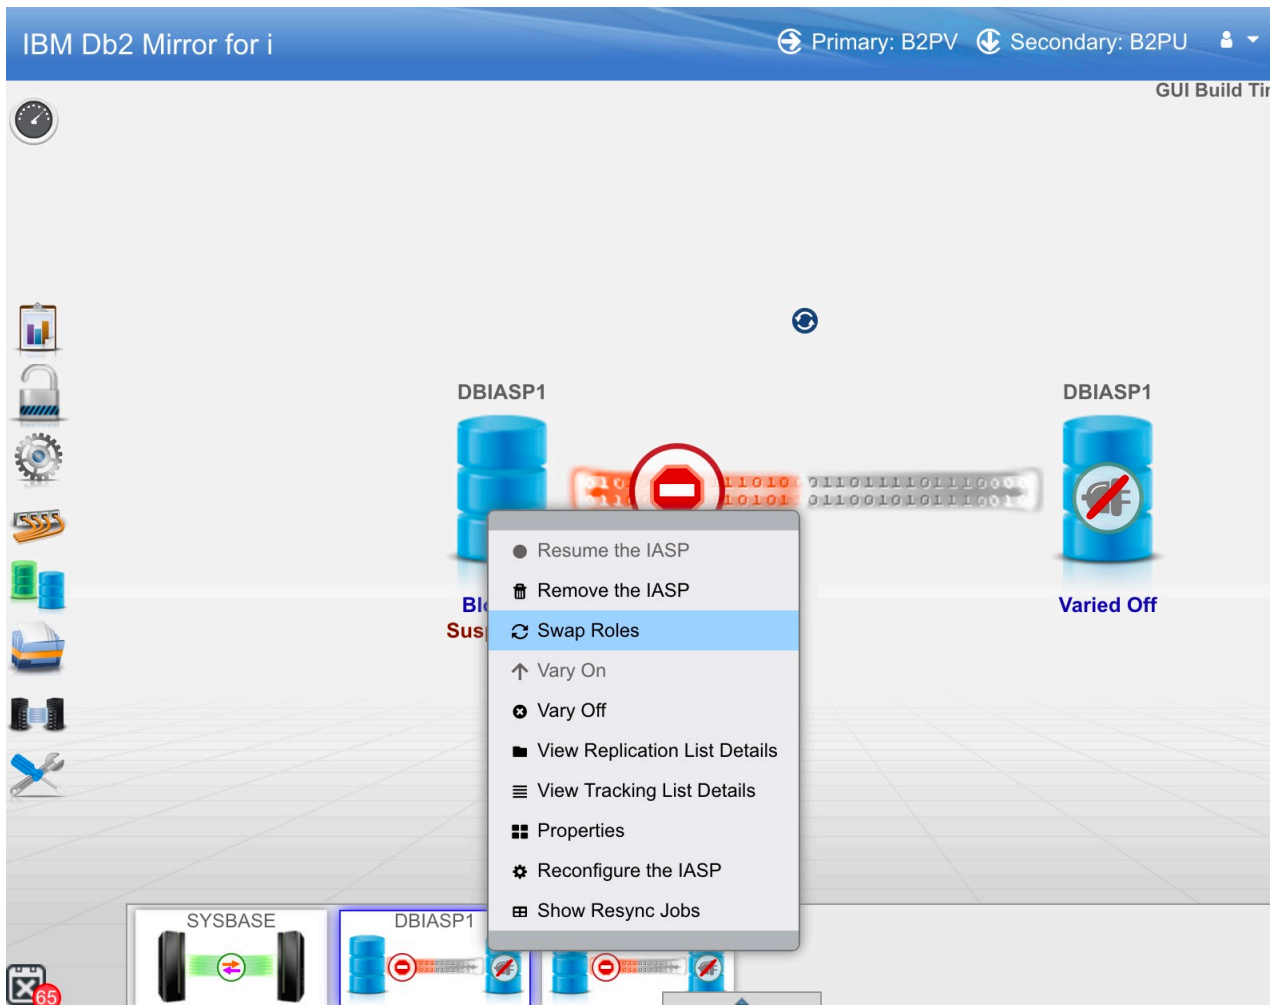 IBM Db2 Mirror for i
Primary: B2PV Secondary: B2PU
GUI Build
DBIASP1 DBIASP1
Varied Off
Resume the IASP
Remove the IASP
Swap Roles
Vary On
Vary Off
View Replication List Details
View Tracking List Details
Properties
Reconfigure the IASP
Show Resync Jobs
SYSBASE DBIASP1
65